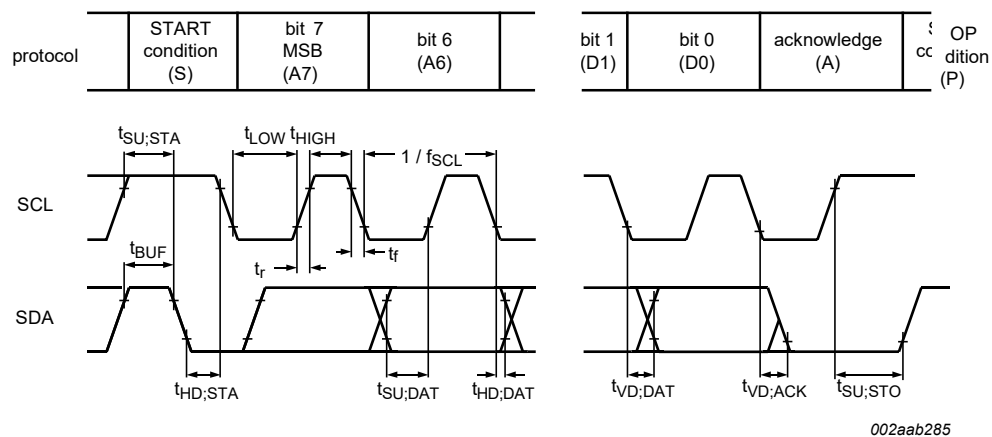 protocol
START
condition
(S)
bit 7
MSB
(A7)
bit 6
(A6)
bit 1
(D1)
bit 0
(D0)
acknowledge
(A)
OP
dition
(P)
tSU;STA
tLOW
tHIGH
1 / fSCL
SCL
tBUF
tr
tf
SDA
tHD;STA
tSU;DAT
tHD;DAT
tVD;DAT
tVD;ACK
tSU;STO
002aab285